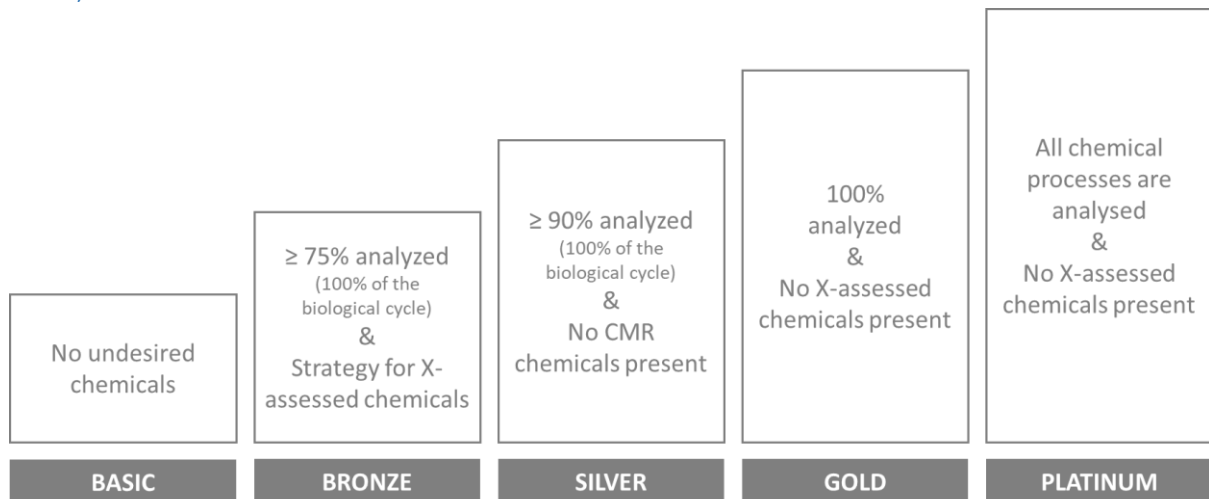 No undesired
chemicals
BASIC
≥ 75% analyzed
(100% of the
biological cycle)
&
Strategy for X-
assessed chemicals
BRONZE
≥ 90% analyzed
(100% of the
biological cycle)
&
No CMR
chemicals present
SILVER
100%
analyzed
&
No X-assessed
chemicals present
GOLD
All chemical
processes are
analysed
&
No X-assessed
chemicals present
PLATINUM